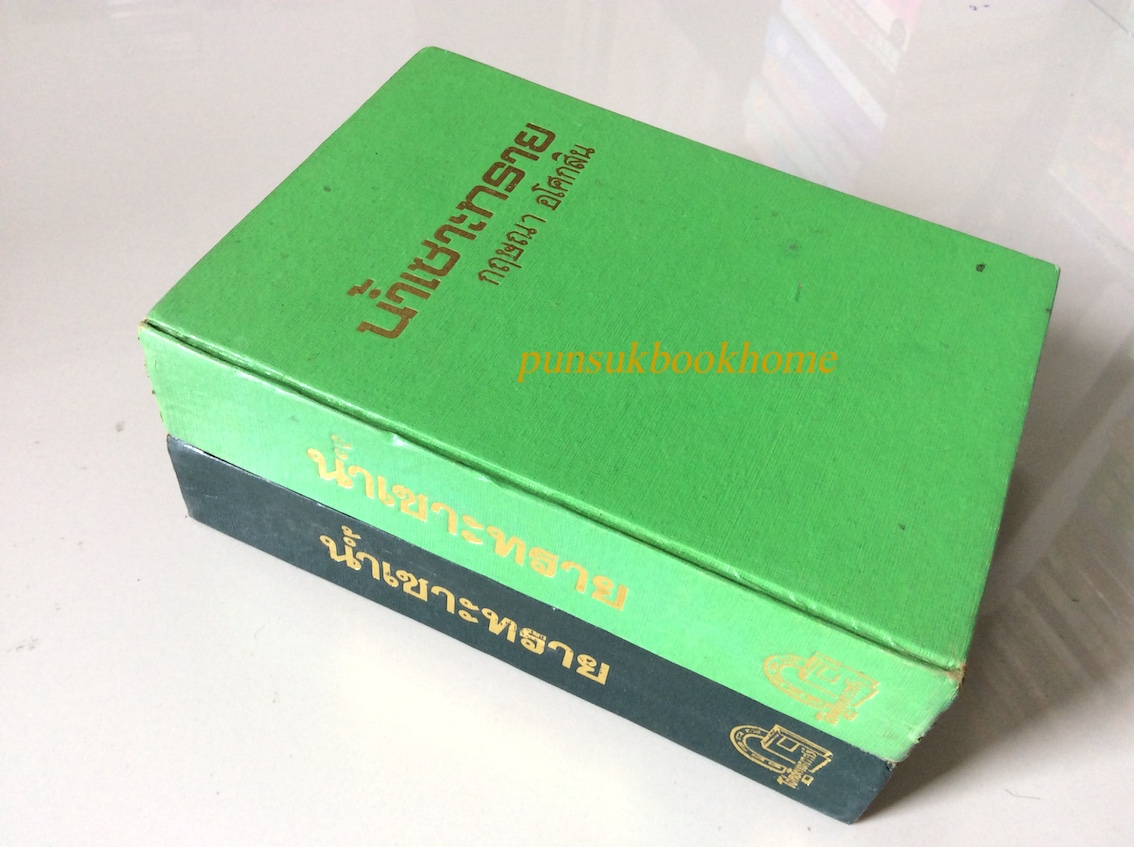 น้ำเซาะทราย
กฤษณา อโศกสิน
punsukbookhome
น้ำเซาะทราย
น้ำเซาะทราย